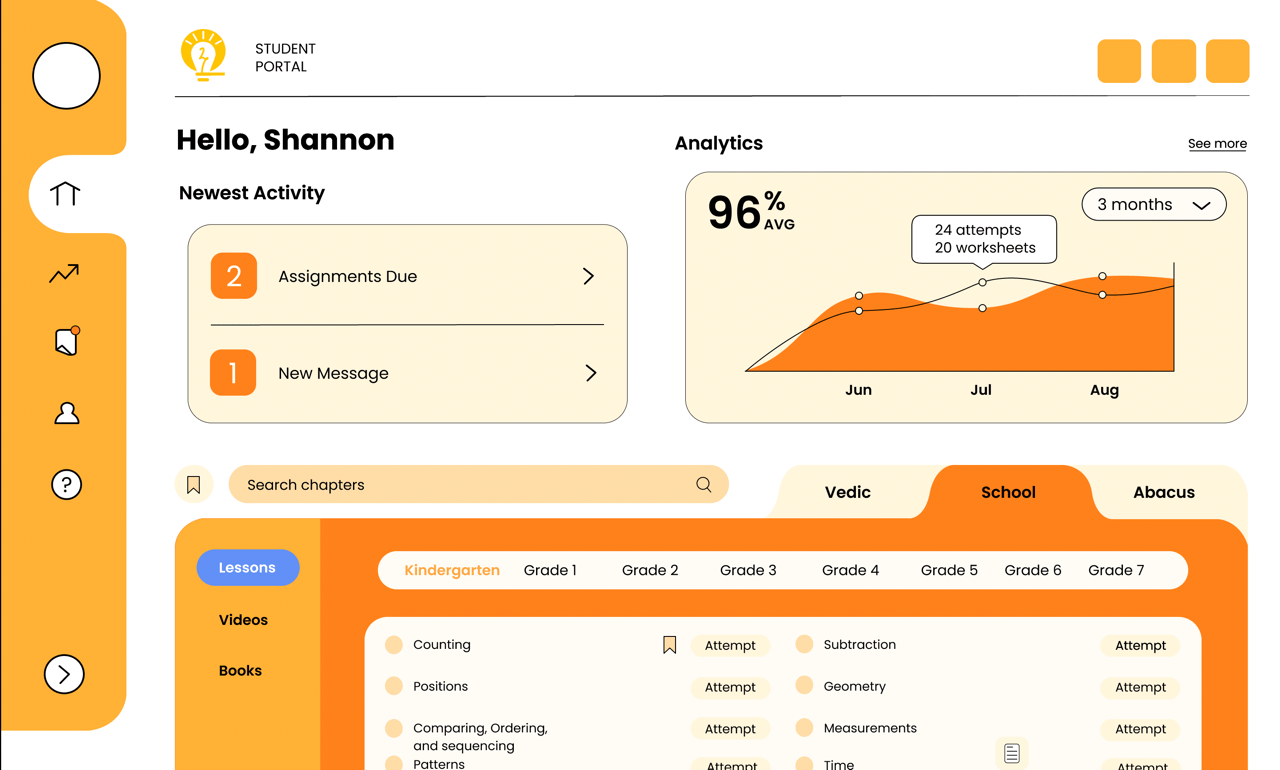 STUDENT
PORTAL
Hello, Shannon
Newest Activity
2 Assignments Due
1 New Message
Analytics
See more
96% AVG
3 months
24 attempts
20 worksheets
Jun Jul Aug
Search chapters
Vedic School Abacus
Lessons
Videos
Books
Kindergarten Grade 1 Grade 2 Grade 3 Grade 4 Grade 5 Grade 6 Grade 7
Counting Attempt Subtraction Attempt
Positions Attempt Geometry Attempt
Comparing, Ordering, Attempt Measurements Attempt
and sequencing
Patterns Attempt Time Attempt
?